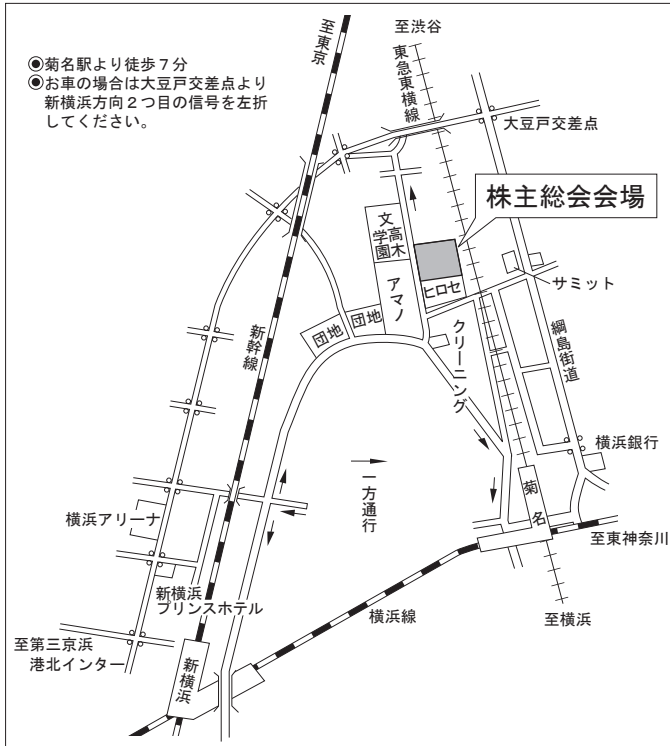 ◉菊名駅より徒歩7分
◉お車の場合は大豆戸交差点より
新横浜方向2つ目の信号を左折
してください。
至東京
至渋谷
東急東横線
大豆戸交差点
株主総会会場
高木
学園
文
アマノ
ヒロセ
サミット
団地
団地
新幹線
クリーニング
綱島街道
横浜銀行
一方通行
菊名
横浜アリーナ
至東神奈川
新横浜
プリンスホテル
横浜線
至横浜
至第三京浜
港北インター
新横浜